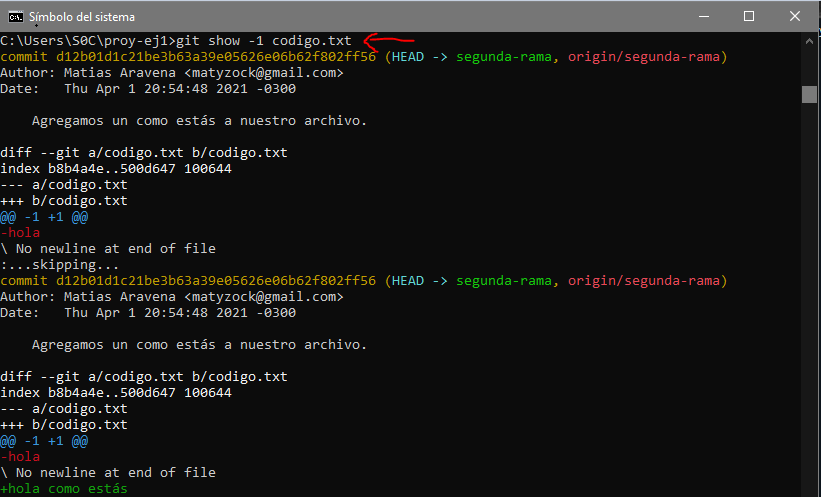 Símbolo del sistema
C:\Users\S0C\proy-ej1>git show -1 codigo.txt
commit d12b01d1c21be3b63a39e05626e06b62f802ff56 (HEAD -> segunda-rama, origin/segunda-rama)
Author: Matias Aravena <matyzock@gmail.com>
Date:   Thu Apr 1 20:54:48 2021 -0300
    Agregamos un como estás a nuestro archivo.
diff --git a/codigo.txt b/codigo.txt
index b8b4a4e..500d647 100644
--- a/codigo.txt
+++ b/codigo.txt
@@ -1 +1 @@
-hola
\ No newline at end of file
:...skipping...
commit d12b01d1c21be3b63a39e05626e06b62f802ff56 (HEAD -> segunda-rama, origin/segunda-rama)
Author: Matias Aravena <matyzock@gmail.com>
Date:   Thu Apr 1 20:54:48 2021 -0300
    Agregamos un como estás a nuestro archivo.
diff --git a/codigo.txt b/codigo.txt
index b8b4a4e..500d647 100644
--- a/codigo.txt
+++ b/codigo.txt
@@ -1 +1 @@
-hola
\ No newline at end of file
+hola como estás